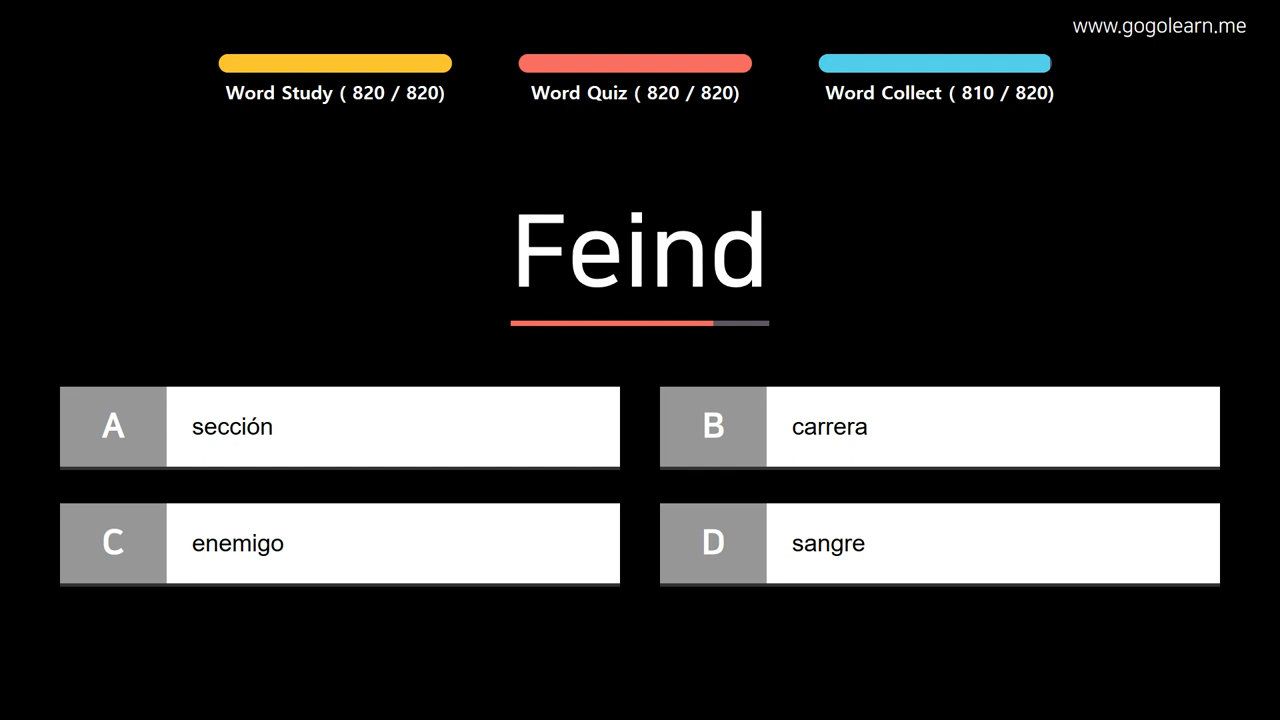 www.gogolearn.me
Word Study ( 820 / 820)
Word Quiz ( 820 / 820)
Word Collect ( 810 / 820)
Feind
A sección
B carrera
C enemigo
D sangre